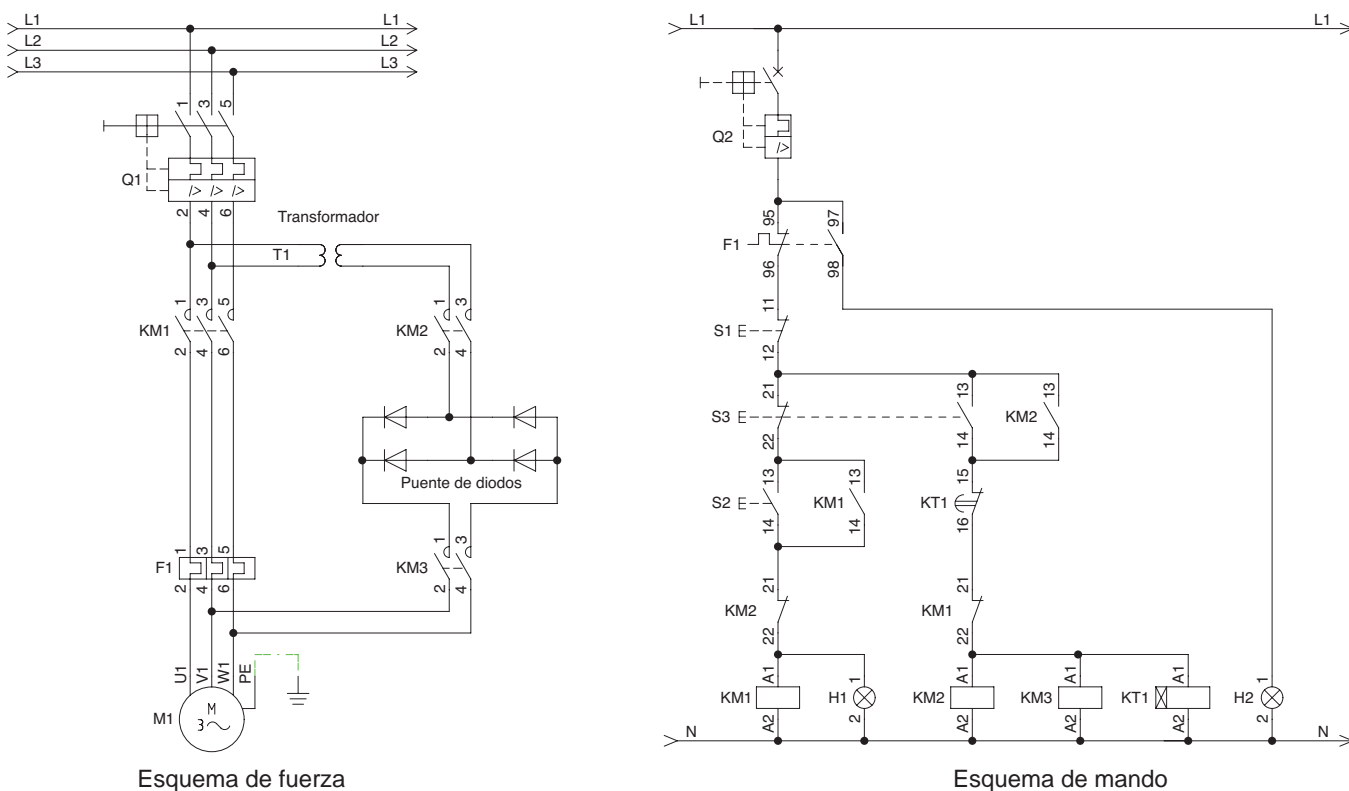 L1 L1
L2 L2
L3 L3
1 3 5
Q1
2 4 6
Transformador
T1
1 3 5
KM1
2 4 6
1 3
KM2
2 4
Puente de diodos
1 3
KM3
2 4
1 3 5
F1
2 4 6
U1 V1 W1 PE
M1
M
3
Esquema de fuerza
L1 L1
Q2
I>
95 97
F1
96 98
11
S1
12
21 13 13
S3 KM2
22 14 14
13 13 15
S2 KM1 KT1
14 14 16
21 21
KM2 KM1
22 22
A1 1 A1 A1 A1 1
KM1 H1 KM2 KM3 KT1 H2
A2 2 A2 A2 A2 2
N N
Esquema de mando